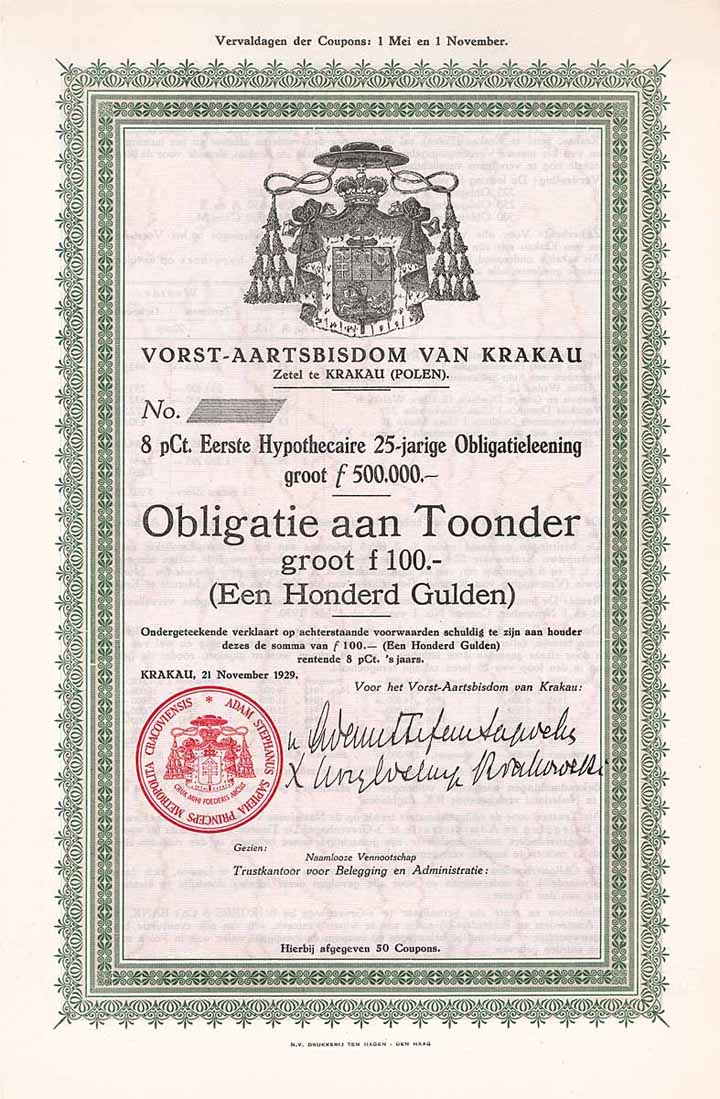 Vervaldagen der Coupons: 1 Mei en 1 November.
VORST-AARTSBISDOM VAN KRAKAU
Zetel te KRAKAU (POLEN).
No.
8 pCt. Eerste Hypothecaire 25-jarige Obligatieleening
groot ƒ 500.000.—
Obligatie aan Toonder
groot f 100.-
(Een Honderd Gulden)
Ondergeteekende verklaart op achterstaande voorwaarden schuldig te zijn aan houder
dezes de somma van ƒ 100.— (Een Honderd Gulden)
rentende 8 pCt. 's jaars.
KRAKAU, 21 November 1929.
Voor het Vorst-Aartsbisdom van Krakau:
ADAM STEPHANUS SAPIEHA PRINCEPS METROPOLITA CRACOVIENSIS *
CRUX MIHI FOEDERIS ARCUS
Gezien:
Naamlooze Vennootschap
Trustkantoor voor Belegging en Administratie:
Hierbij afgegeven 50 Coupons.
N.V. DRUKKERIJ TEN HAGEN - DEN HAAG